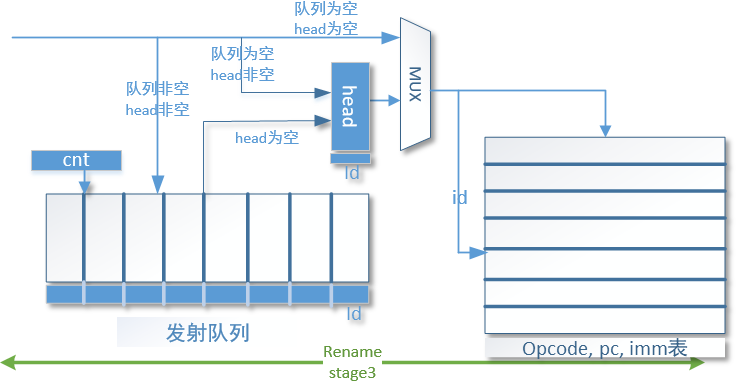 队列为空
head为空
队列为空
head非空
MUX
队列非空
head非空
head
head为空
cnt
Id
id
Id
发射队列
Opcode, pc, imm表
Rename
stage3